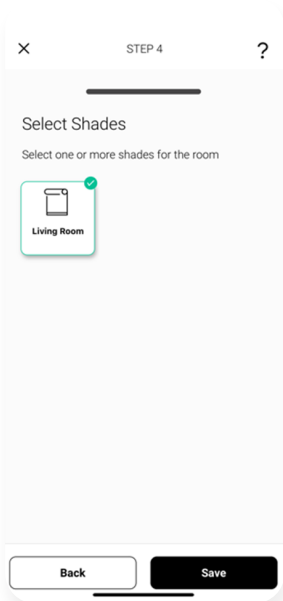 STEP 4
?
Select Shades
Select one or more shades for the room
Living Room
Back
Save